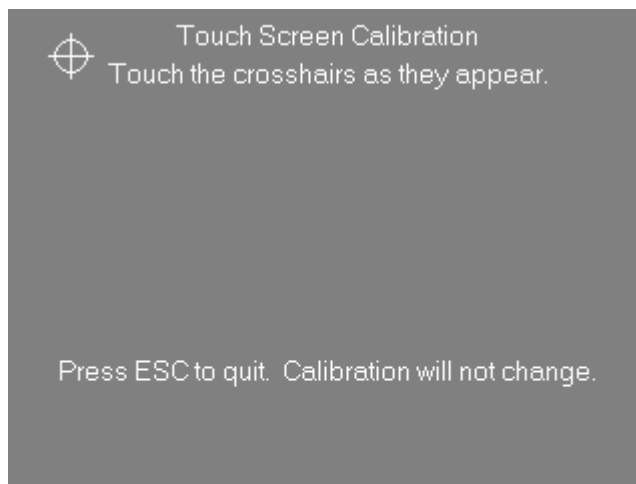 Touch Screen Calibration
Touch the crosshairs as they appear.
Press ESC to quit.  Calibration will not change.